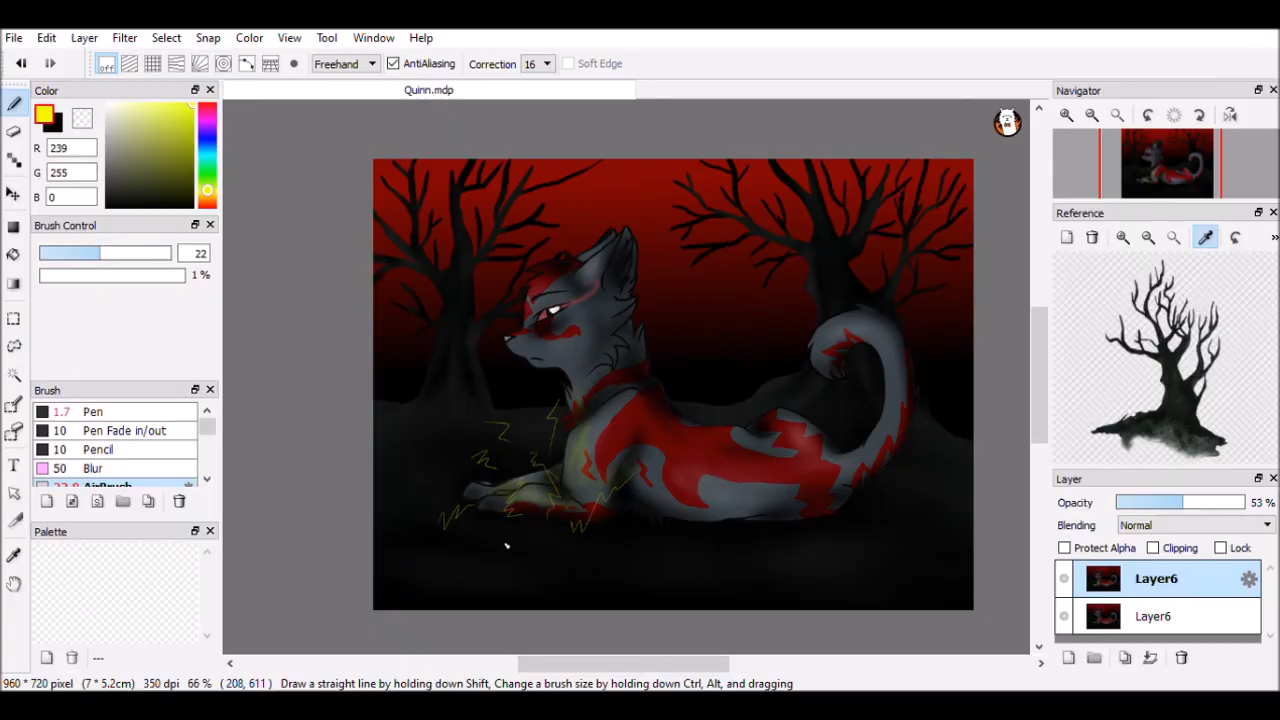 File Edit Layer Filter Select Snap Color View Tool Window Help
off Freehand AntiAliasing Correction 16 Soft Edge
Color
Quinn.mdp
Navigator
R 239
G 255
B 0
Reference
Brush Control
22
1 %
Brush
1.7 Pen
10 Pen Fade in/out
10 Pencil
50 Blur
AirBrush
Layer
Opacity 53 %
Blending Normal
Protect Alpha Clipping Lock
Layer6
Layer6
Palette
---
960 * 720 pixel (7 * 5.2cm) 350 dpi 66 % ( 208, 611) Draw a straight line by holding down Shift, Change a brush size by holding down Ctrl, Alt, and dragging